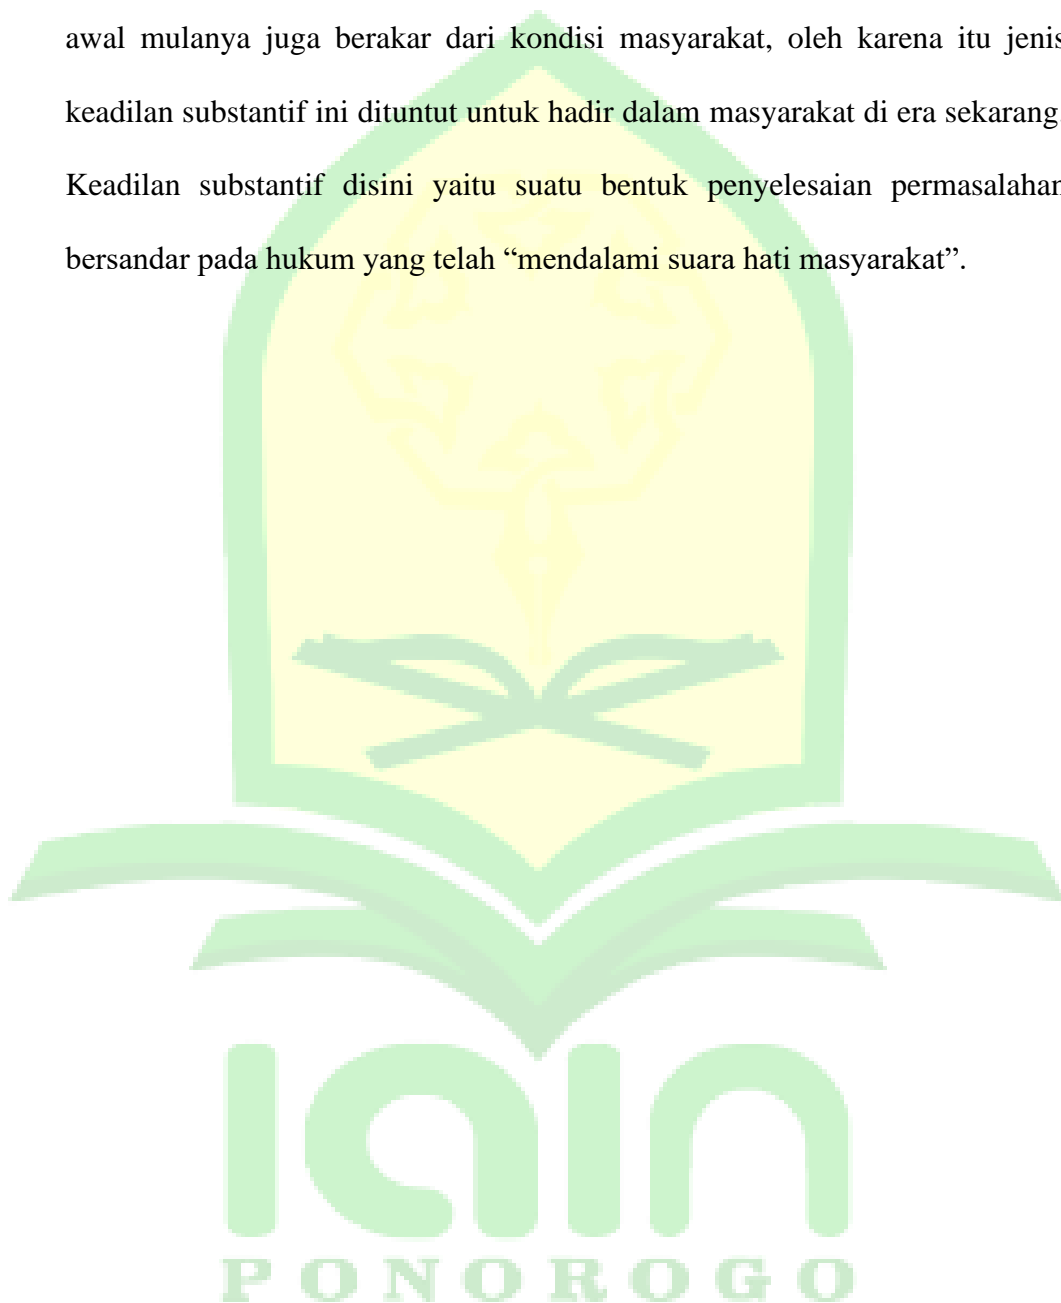 awal mulanya juga berakar dari kondisi masyarakat, oleh karena itu jenis
keadilan substantif ini dituntut untuk hadir dalam masyarakat di era sekarang
Keadilan substantif disini yaitu suatu bentuk penyelesaian permasalahan
bersandar pada hukum yang telah “mendalami suara hati masyarakat”.
iain
PONOROGO